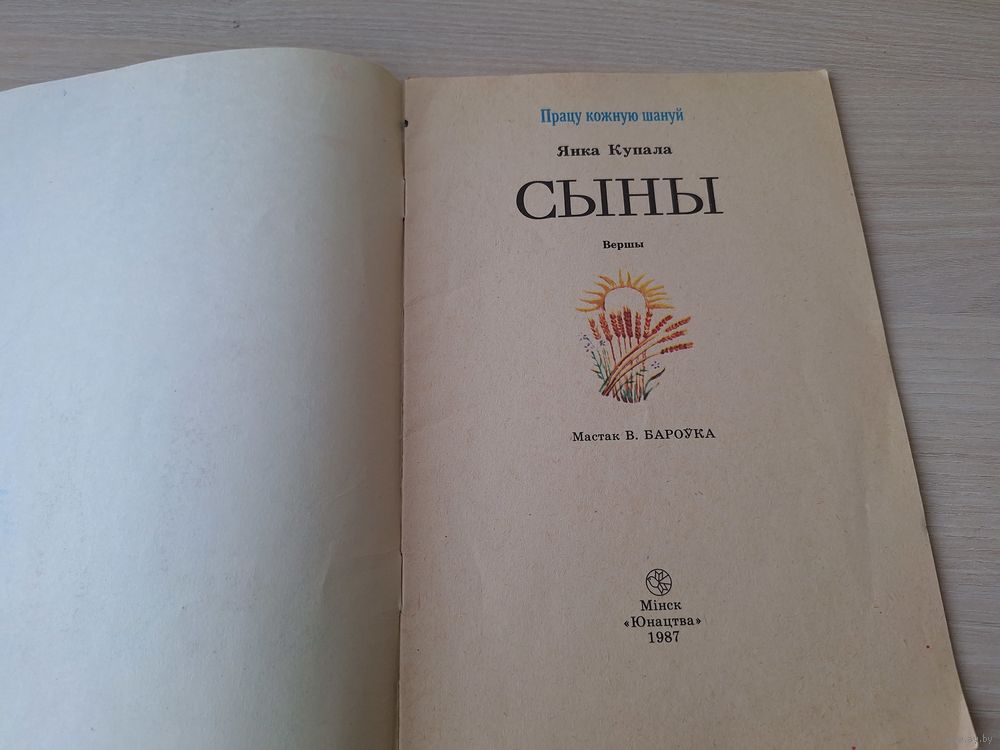 Працу кожную шануй
Янка Купала
СЫНЫ
Вершы
Мастак В. БАРОЎКА
Мінск
«Юнацтва»
1987